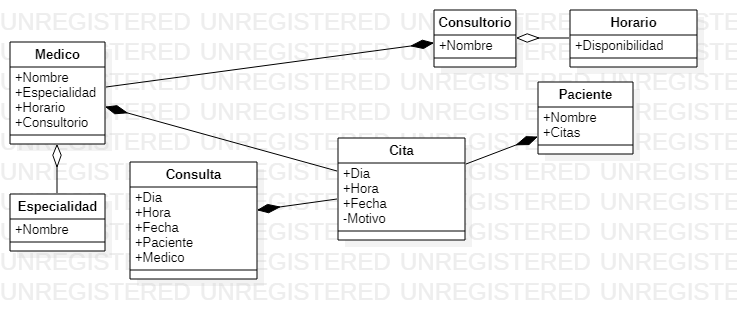 Consultorio
+Nombre
Horario
+Disponibilidad
Medico
+Nombre
+Especialidad
+Horario
+Consultorio
Paciente
+Nombre
+Citas
Cita
+Dia
+Hora
+Fecha
-Motivo
Consulta
+Dia
+Hora
+Fecha
+Paciente
+Medico
Especialidad
+Nombre
UNREGISTERED UNREGISTERED UNREGISTERED UNREGISTERED